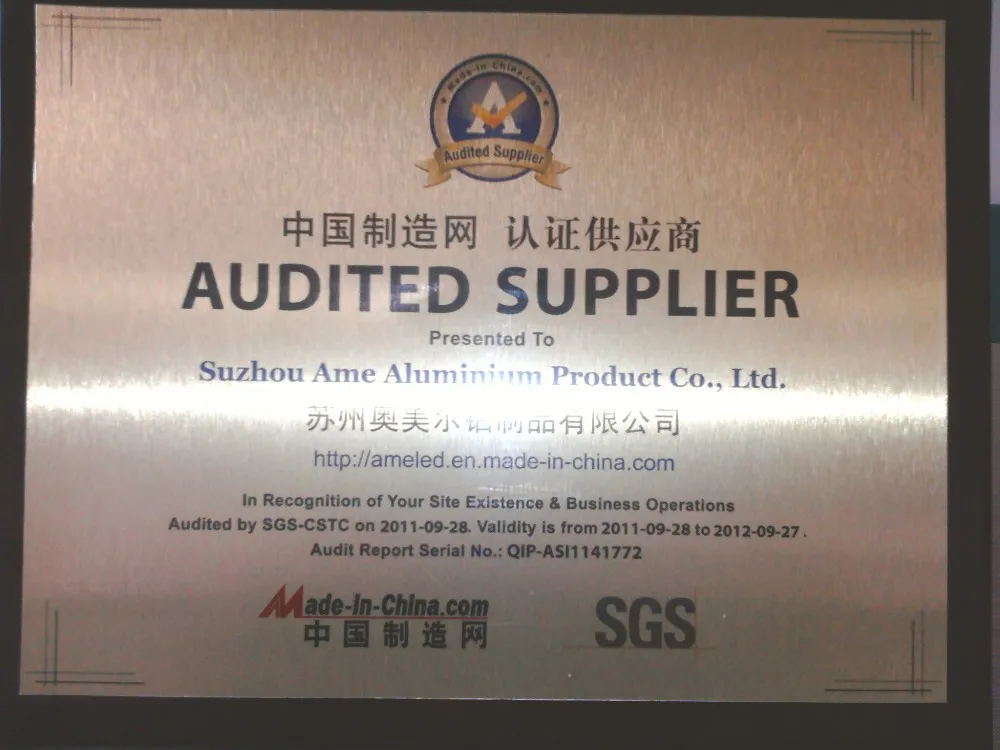 Made-in-China.com
A
Audited Supplier
中国制造网 认证供应商
AUDITED SUPPLIER
Presented To
Suzhou Ame Aluminium Product Co., Ltd.
苏州奥美尔铝制品有限公司
http://ameled.en.made-in-china.com
In Recognition of Your Site Existence & Business Operations
Audited by SGS-CSTC on 2011-09-28. Validity is from 2011-09-28 to 2012-09-27 .
Audit Report Serial No.: QIP-ASI1141772
Made-in-China.com
中国制造网
SGS